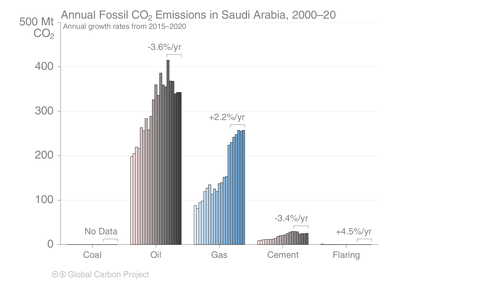 Annual Fossil CO₂ Emissions in Saudi Arabia, 2000–20
Annual growth rates from 2015–2020
500 Mt
CO₂
400
300
200
100
0
-3.6%/yr
+2.2%/yr
No Data
-3.4%/yr
+4.5%/yr
Coal
Oil
Gas
Cement
Flaring
Global Carbon Project